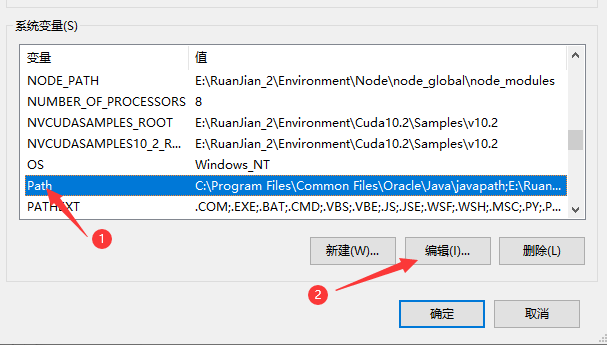 系统变量(S)
变量 值
NODE_PATH E:\RuanJian_2\Environment\Node\node_global\node_modules
NUMBER_OF_PROCESSORS 8
NVCUDASAMPLES_ROOT E:\RuanJian_2\Environment\Cuda10.2\Samples\v10.2
NVCUDASAMPLES10_2_R... E:\RuanJian_2\Environment\Cuda10.2\Samples\v10.2
OS Windows_NT
Path C:\Program Files\Common Files\Oracle\Java\javapath;E:\Ruan...
PATHEXT .COM;.EXE;.BAT;.CMD;.VBS;.VBE;.JS;.JSE;.WSF;.WSH;.MSC;.PY;.P...
1
新建(W)... 编辑(I)... 删除(L)
2
确定 取消